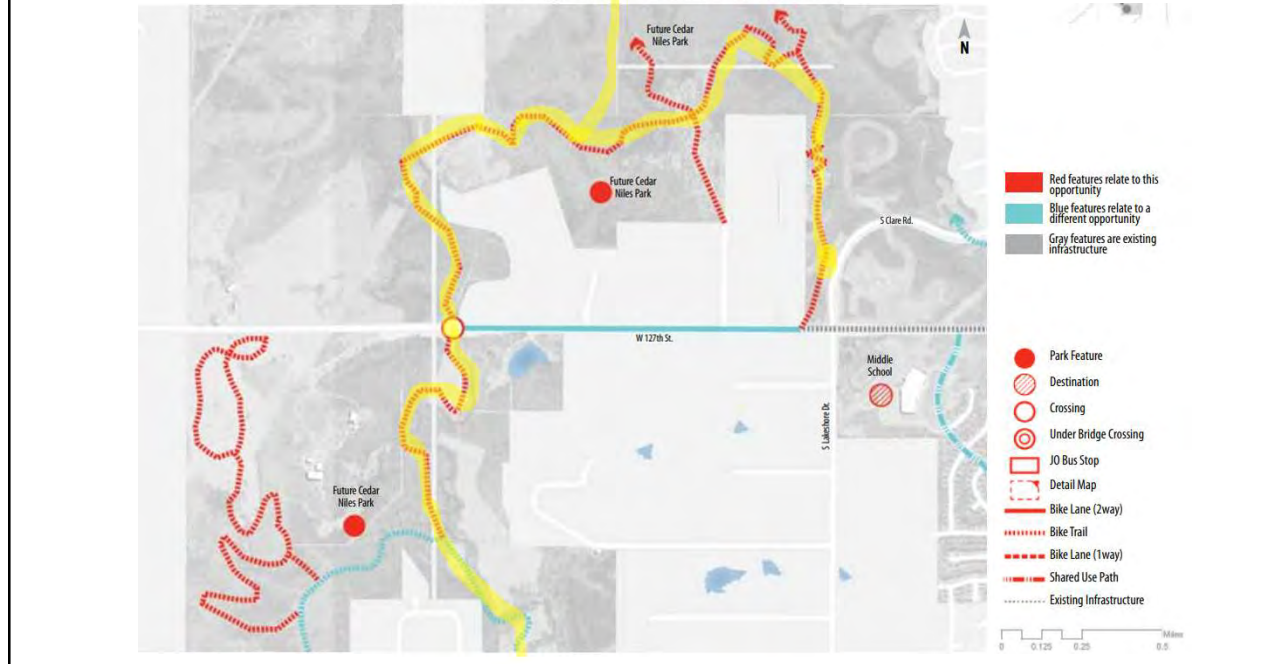 Future Cedar
Niles Park
N
Future Cedar
Niles Park
S Clare Rd.
W 127th St.
Middle
School
S Lakeshore Dr.
Future Cedar
Niles Park
Red features relate to this
opportunity
Blue features relate to a
different opportunity
Gray features are existing
infrastructure
Park Feature
Destination
Crossing
Under Bridge Crossing
JO Bus Stop
Detail Map
Bike Lane (2way)
Bike Trail
Bike Lane (1way)
Shared Use Path
Existing Infrastructure
Miles
0 0.125 0.25 0.5